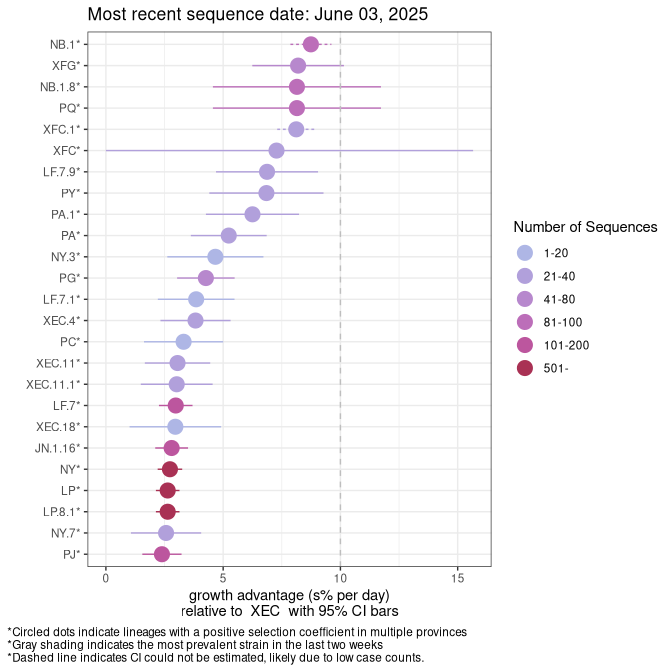 Most recent sequence date: June 03, 2025
NB.1*
XFG*
NB.1.8*
PQ*
XFC.1*
XFC*
LF.7.9*
PY*
PA.1*
PA*
NY.3*
PG*
LF.7.1*
XEC.4*
PC*
XEC.11*
XEC.11.1*
LF.7*
XEC.18*
JN.1.16*
NY*
LP*
LP.8.1*
NY.7*
PJ*
0 5 10 15
growth advantage (s% per day)
relative to XEC with 95% CI bars
Number of Sequences
1-20
21-40
41-80
81-100
101-200
501-
*Circled dots indicate lineages with a positive selection coefficient in multiple provinces
*Gray shading indicates the most prevalent strain in the last two weeks
*Dashed line indicates CI could not be estimated, likely due to low case counts.